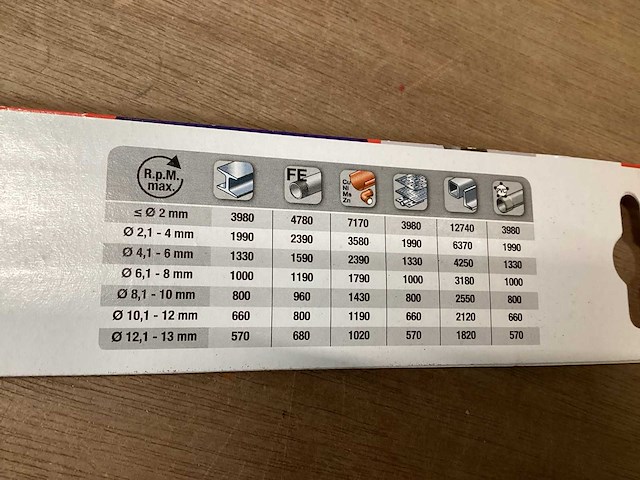 R.p.M. max. FE Cu Ni Ms Zn
≤ Ø 2 mm 3980 4780 7170 3980 12740 3980
Ø 2,1 - 4 mm 1990 2390 3580 1990 6370 1990
Ø 4,1 - 6 mm 1330 1590 2390 1330 4250 1330
Ø 6,1 - 8 mm 1000 1190 1790 1000 3180 1000
Ø 8,1 - 10 mm 800 960 1430 800 2550 800
Ø 10,1 - 12 mm 660 800 1190 660 2120 660
Ø 12,1 - 13 mm 570 680 1020 570 1820 570